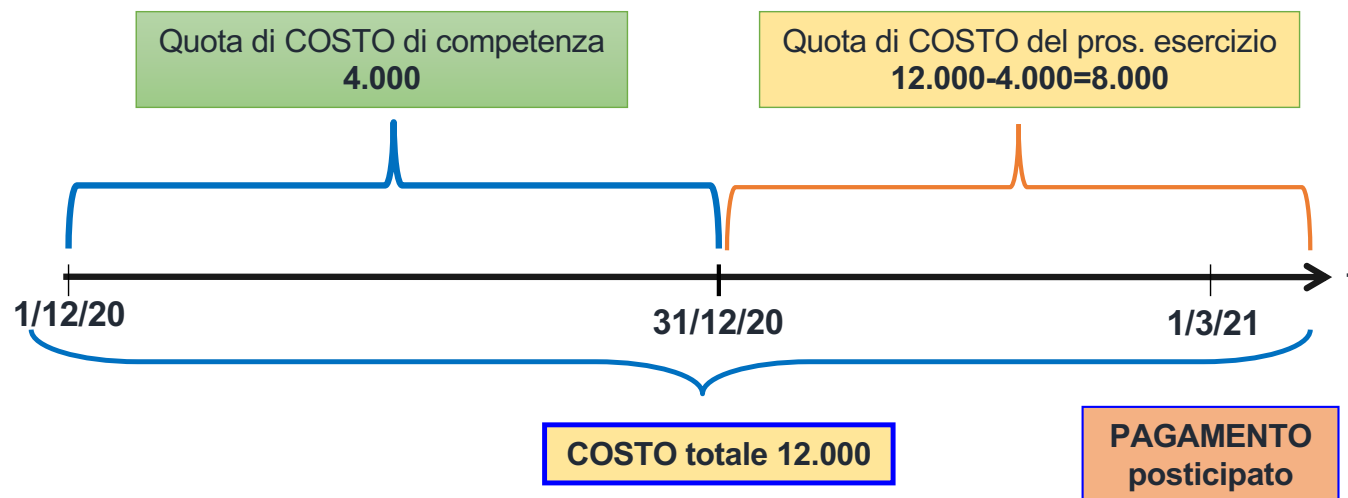 Quota di COSTO di competenza
4.000
Quota di COSTO del pros. esercizio
12.000-4.000=8.000
1/12/20
31/12/20
1/3/21
COSTO totale 12.000
PAGAMENTO
posticipato